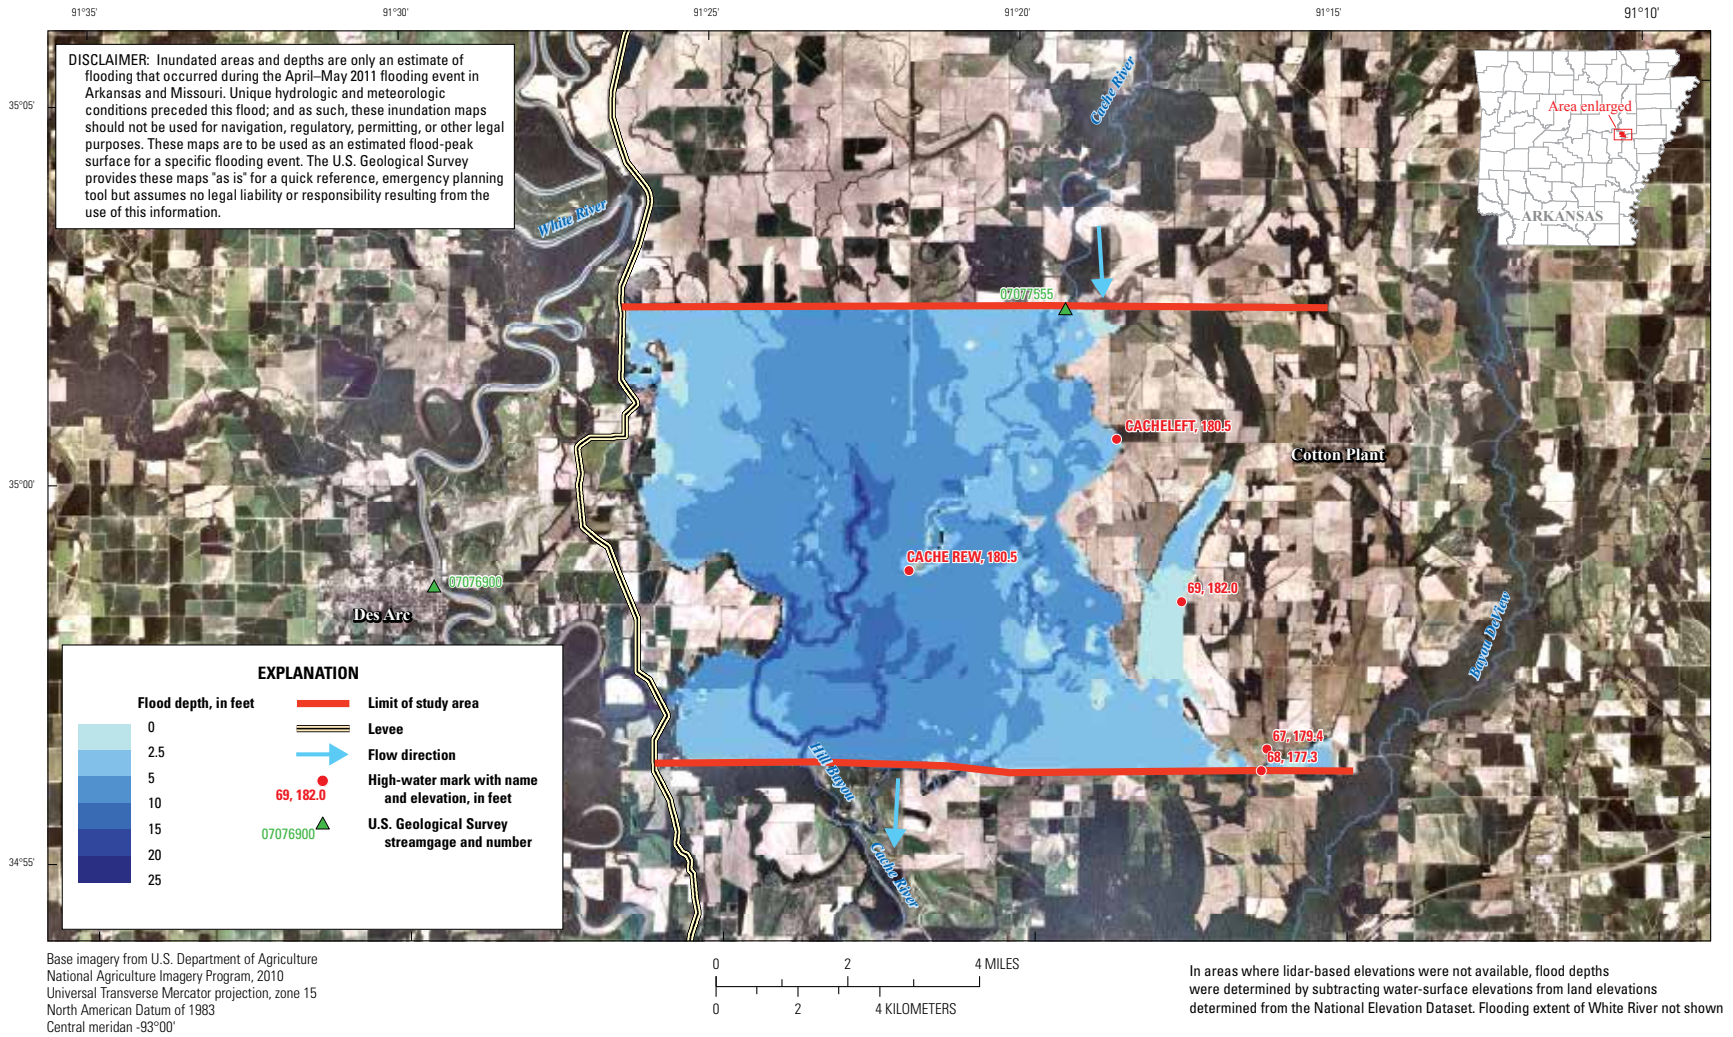 91°35'
91°30'
91°25'
91°20'
91°15'
91°10'
35°05'
35°00'
34°55'
DISCLAIMER: Inundated areas and depths are only an estimate of
flooding that occurred during the April–May 2011 flooding event in
Arkansas and Missouri. Unique hydrologic and meteorologic
conditions preceded this flood; and as such, these inundation maps
should not be used for navigation, regulatory, permitting, or other legal
purposes. These maps are to be used as an estimated flood-peak
surface for a specific flooding event. The U.S. Geological Survey
provides these maps "as is" for a quick reference, emergency planning
tool but assumes no legal liability or responsibility resulting from the
use of this information.
Cache River
Area enlarged
ARKANSAS
White River
07077555
CACHELEFT, 180.5
Cotton Plant
CACHE REW, 180.5
07076900
69, 182.0
Des Arc
Bayou DeView
67, 179.4
68, 177.3
Hill Bayou
Cache River
EXPLANATION
Flood depth, in feet
0
2.5
5
10
15
20
25
Limit of study area
Levee
Flow direction
69, 182.0
High-water mark with name
and elevation, in feet
07076900
U.S. Geological Survey
streamgage and number
Base imagery from U.S. Department of Agriculture
National Agriculture Imagery Program, 2010
Universal Transverse Mercator projection, zone 15
North American Datum of 1983
Central meridian -93°00'
0 2 4 MILES
0 2 4 KILOMETERS
In areas where lidar-based elevations were not available, flood depths
were determined by subtracting water-surface elevations from land elevations
determined from the National Elevation Dataset. Flooding extent of White River not shown